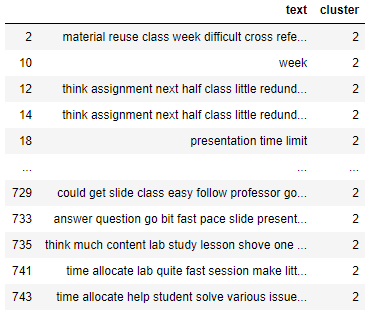 text cluster
2 material reuse class week difficult cross refe... 2
10 week 2
12 think assignment next half class little redund... 2
14 think assignment next half class little redund... 2
18 presentation time limit 2
... ... ...
729 could get slide class easy follow professor go... 2
733 answer question go bit fast pace slide present... 2
735 think much content lab study lesson shove one ... 2
741 time allocate lab quite fast session make litt... 2
743 time allocate help student solve various issue... 2